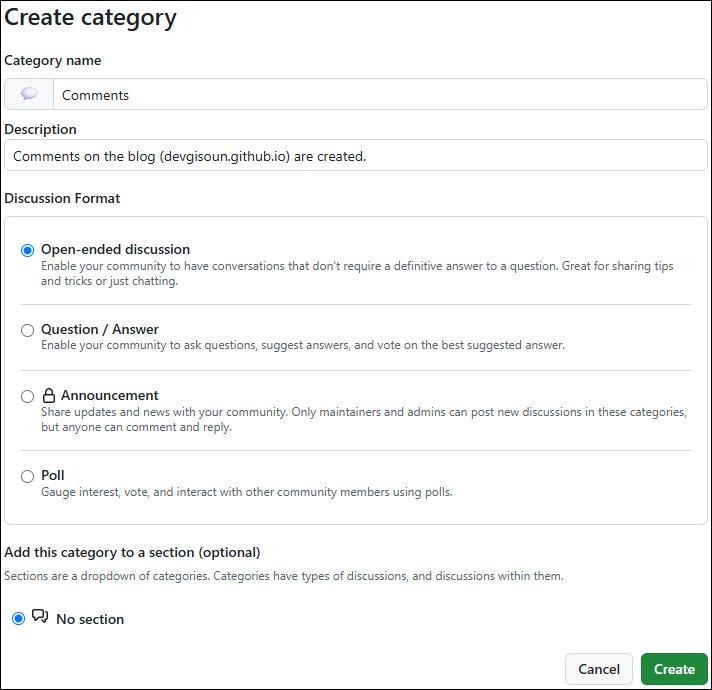 Create category
Category name
Comments
Description
Comments on the blog (devgisoun.github.io) are created.
Discussion Format
Open-ended discussion
Enable your community to have conversations that don't require a definitive answer to a question. Great for sharing tips
and tricks or just chatting.
Question / Answer
Enable your community to ask questions, suggest answers, and vote on the best suggested answer.
Announcement
Share updates and news with your community. Only maintainers and admins can post new discussions in these categories,
but anyone can comment and reply.
Poll
Gauge interest, vote, and interact with other community members using polls.
Add this category to a section (optional)
Sections are a dropdown of categories. Categories have types of discussions, and discussions within them.
No section
Cancel
Create